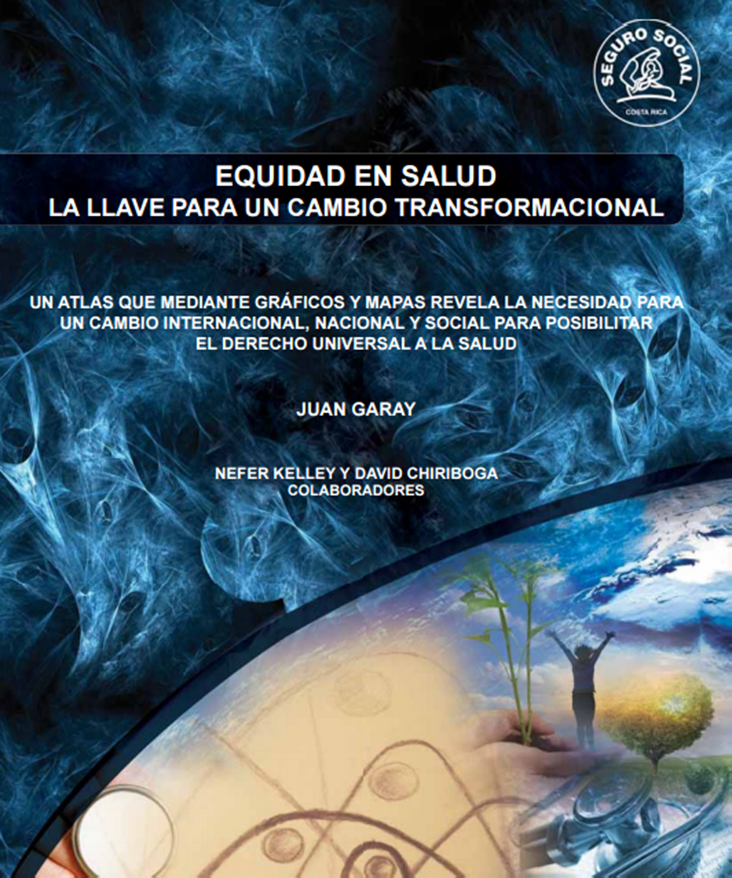 SEGURO SOCIAL
COSTA RICA
EQUIDAD EN SALUD
LA LLAVE PARA UN CAMBIO TRANSFORMACIONAL
UN ATLAS QUE MEDIANTE GRÁFICOS Y MAPAS REVELA LA NECESIDAD PARA
UN CAMBIO INTERNACIONAL, NACIONAL Y SOCIAL PARA POSIBILITAR
EL DERECHO UNIVERSAL A LA SALUD
JUAN GARAY
NEFER KELLEY Y DAVID CHIRIBOGA
COLABORADORES